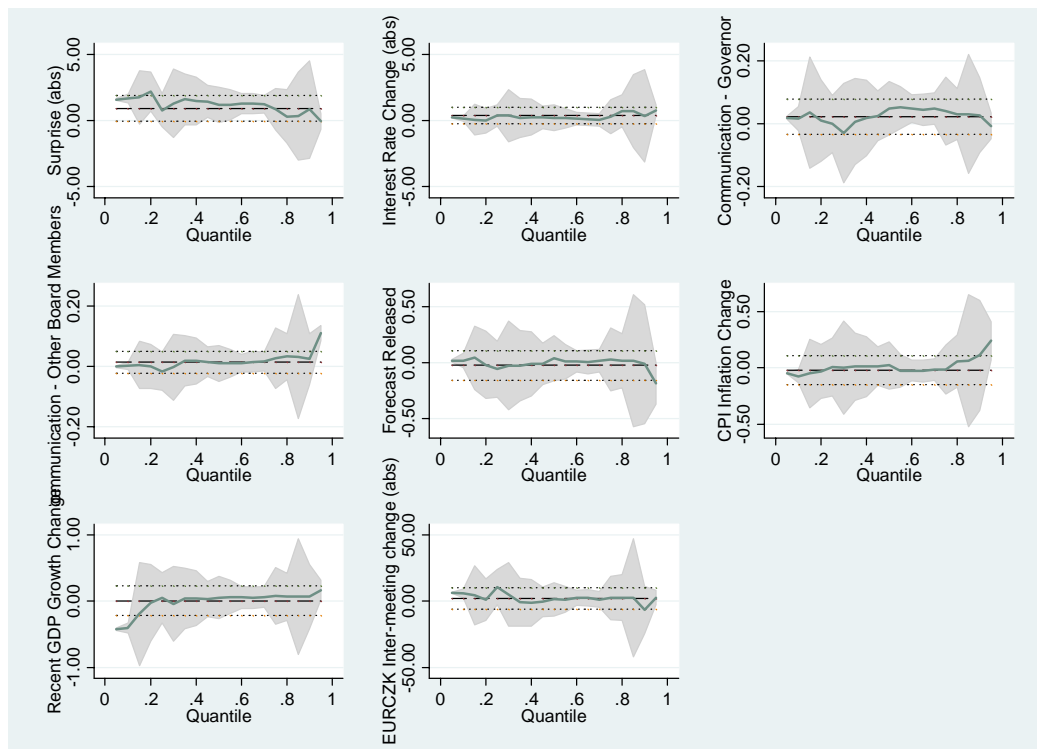 Surprise (abs)
5.00
0.00
-5.00
0 .2 .4 .6 .8 1
Quantile
Interest Rate Change (abs)
5.00
0.00
-5.00
0 .2 .4 .6 .8 1
Quantile
Communication - Governor
0.20
0.00
-0.20
0 .2 .4 .6 .8 1
Quantile
Communication - Other Board Members
0.20
0.00
-0.20
0 .2 .4 .6 .8 1
Quantile
Forecast Released
0.50
0.00
-0.50
0 .2 .4 .6 .8 1
Quantile
CPI Inflation Change
0.50
0.00
-0.50
0 .2 .4 .6 .8 1
Quantile
Recent GDP Growth Change
1.00
0.00
-1.00
0 .2 .4 .6 .8 1
Quantile
EURCZK Inter-meeting change (abs)
50.00
0.00
-50.00
0 .2 .4 .6 .8 1
Quantile